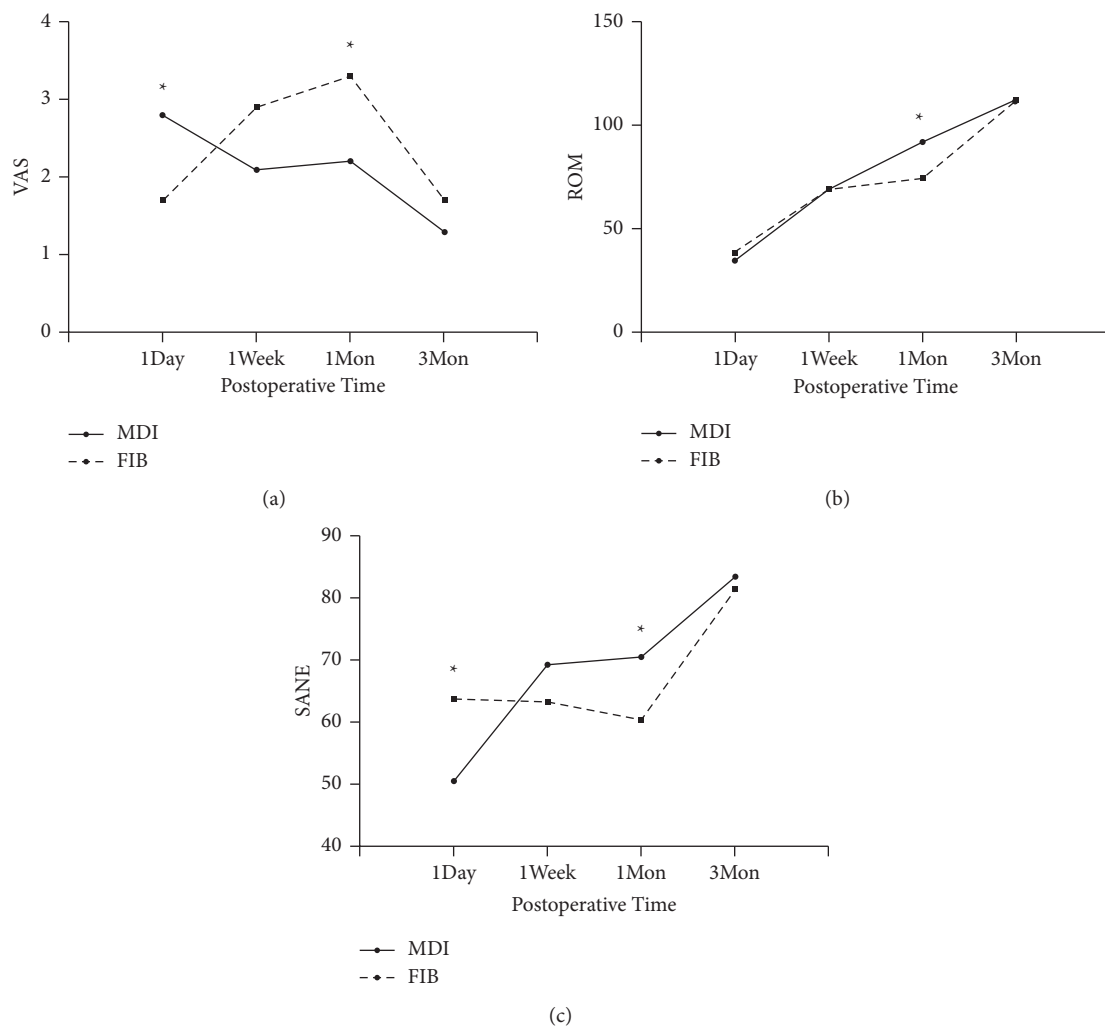 4
3
2
1
0
VAS
*
*
1Day 1Week 1Mon 3Mon
Postoperative Time
MDI
FIB
(a)
150
100
50
0
ROM
*
1Day 1Week 1Mon 3Mon
Postoperative Time
MDI
FIB
(b)
90
80
70
60
50
40
SANE
*
*
1Day 1Week 1Mon 3Mon
Postoperative Time
MDI
FIB
(c)